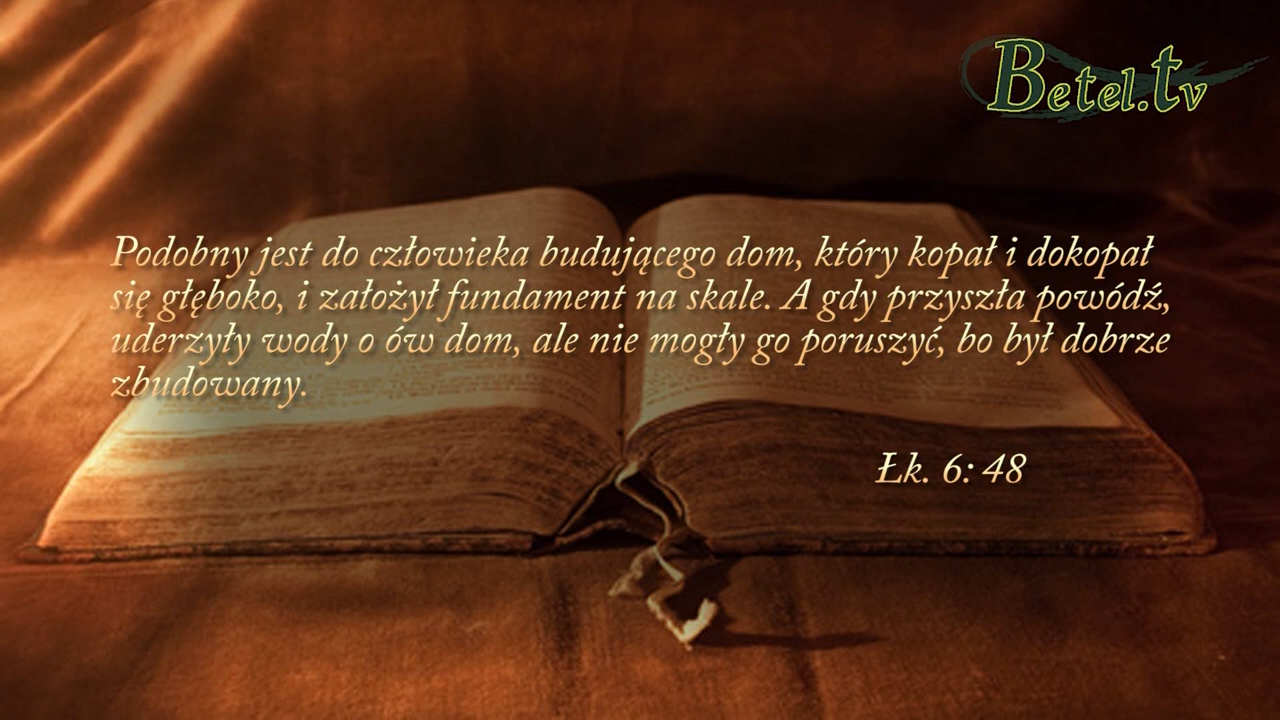 Betel.tv
Podobny jest do człowieka budującego dom, który kopał i dokopał
się głęboko, i założył fundament na skale. A gdy przyszła powódź,
uderzyły wody o ów dom, ale nie mogły go poruszyć, bo był dobrze
zbudowany.
Łk. 6: 48